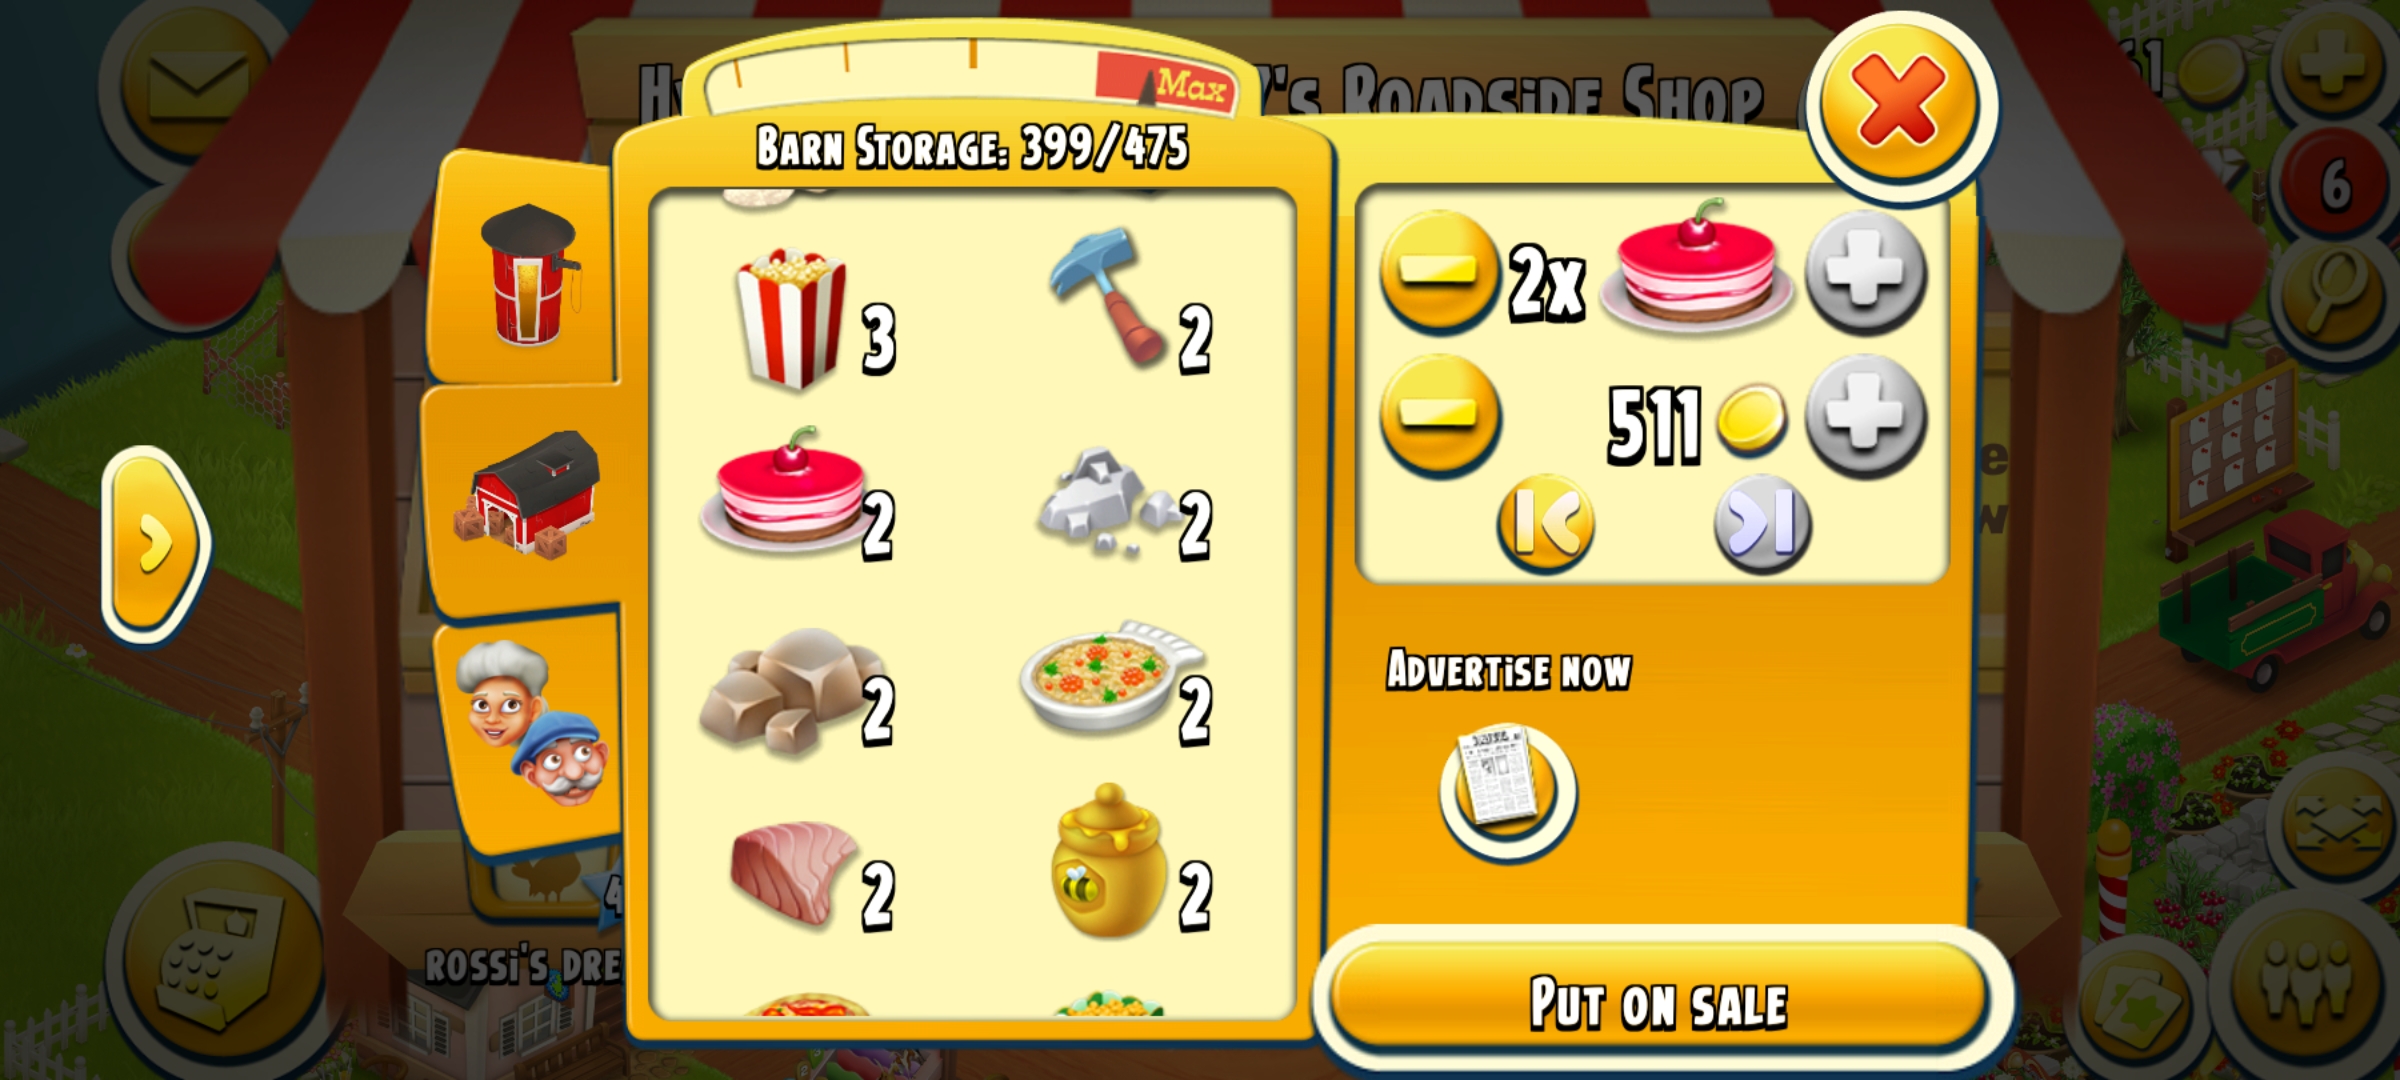 Y's Roadside Shop
Max
Barn Storage: 399/475
6
3
2
2x
511
2
2
2
2
2
2
Advertise now
ROSSI'S DRE
Put on sale